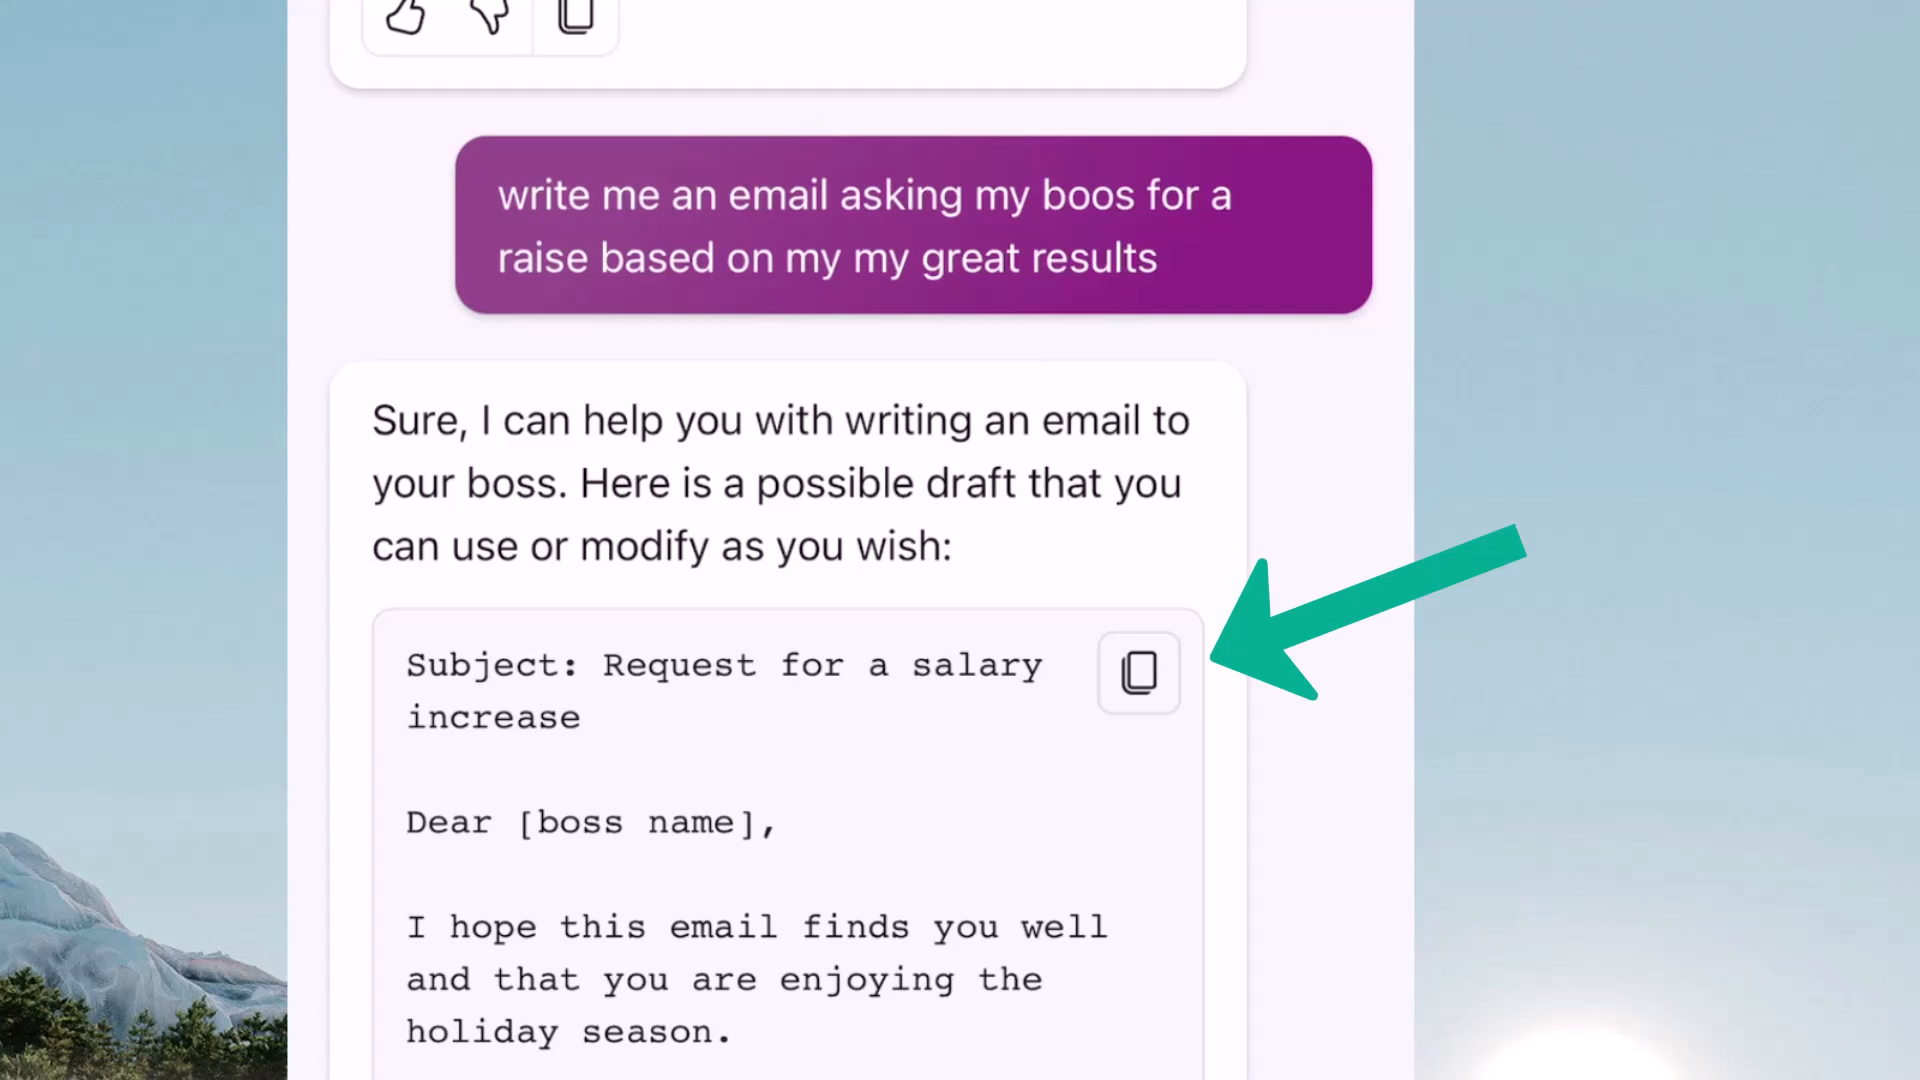 write me an email asking my boos for a
raise based on my my great results
Sure, I can help you with writing an email to
your boss. Here is a possible draft that you
can use or modify as you wish:
Subject: Request for a salary
increase
Dear [boss name],
I hope this email finds you well
and that you are enjoying the
holiday season.